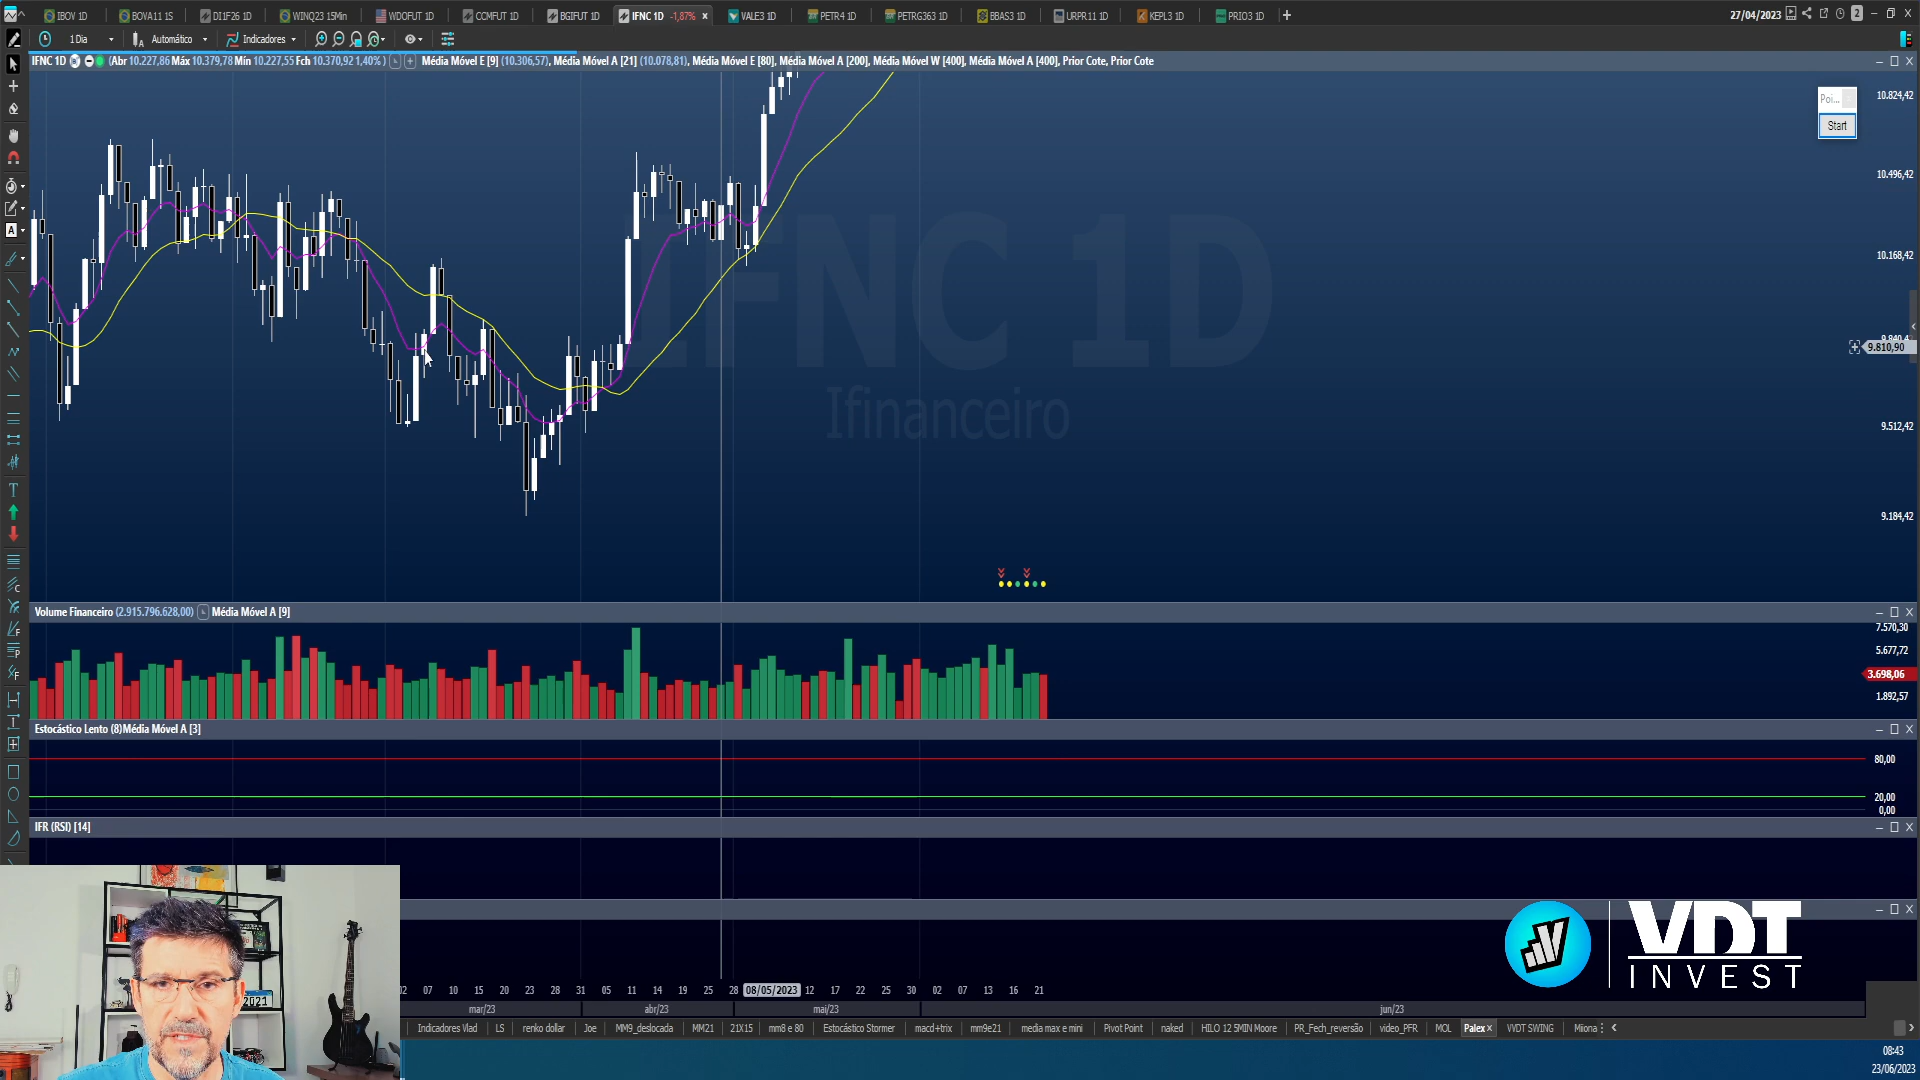 IBOV 1D BOVA11 1S DI1F26 1D WINQ23 15Min WDOFUT 1D CCMFUT 1D BGIFUT 1D IFNC 1D -1,87% x VALE3 1D PETR4 1D PETRG363 1D BBAS3 1D URPR11 1D KEPL3 1D PRIO3 1D + 27/04/2023 2
1 Dia Automático Indicadores
IFNC 1D (Abr 10.227,86 Máx 10.379,78 Mín 10.227,55 Fch 10.370,92 1,40%) Média Móvel E [9] (10.306,57), Média Móvel A [21] (10.078,81), Média Móvel E [80], Média Móvel A [200], Média Móvel W [400], Média Móvel A [400], Prior Cote, Prior Cote
Poi...
Start
10.824,42
10.496,42
10.168,42
9.810,90
9.512,42
9.184,42
IFNC 1D
Ifinanceiro
Volume Financeiro (2.915.796.628,00) Média Móvel A [9]
7.570,30
5.677,72
3.698,06
1.892,57
Estocástico Lento (8)Média Móvel A [3]
80,00
20,00
0,00
IFR (RSI) [14]
2021
VDT
INVEST
02 07 10 15 20 23 28 31 05 11 14 19 25 28 08/05/2023 12 17 22 25 30 02 07 13 16 21
mar/23 abr/23 mai/23 jun/23
Indicadores Vlad LS renko dollar Joe MM9_deslocada MM21 21X15 mm8 e 80 Estocástico Stormer macd+trix mm9e21 media max e mini Pivot Point naked HILO 12 5MIN Moore PR_Fech_reversão video_PFR MOL Palex x VVDT SWING Miiona
08:43
23/06/2023